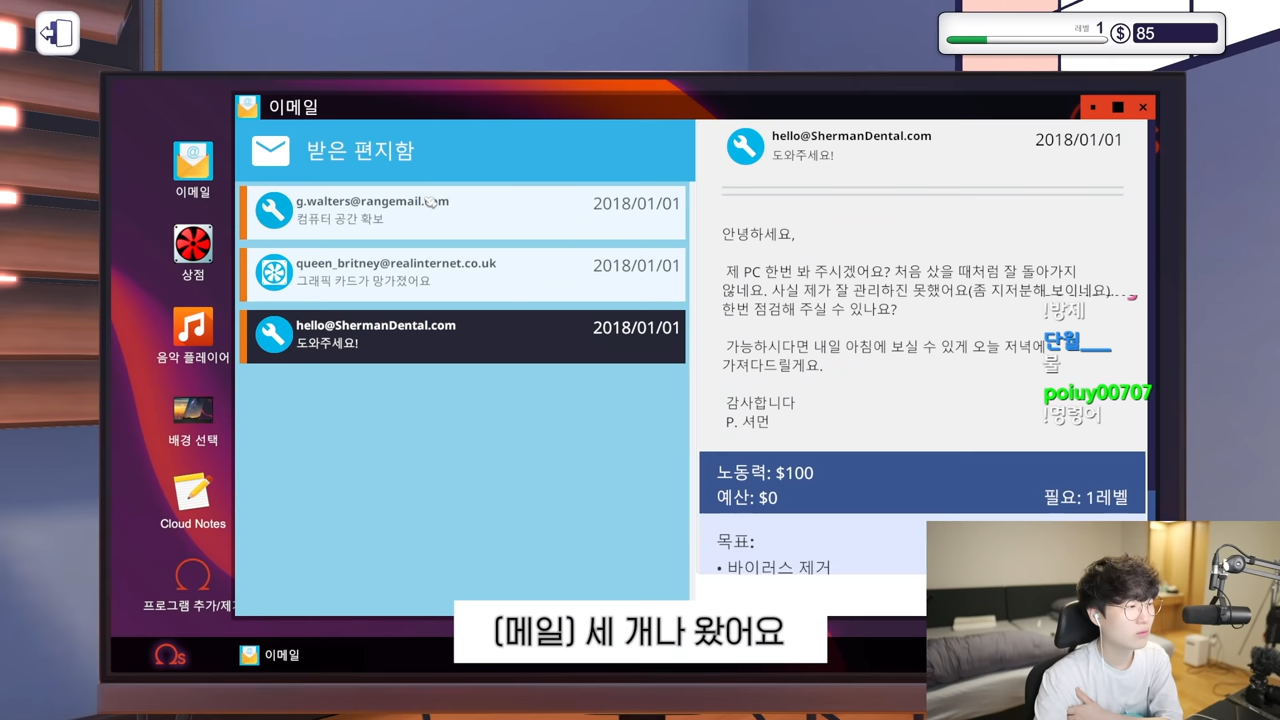 레벨 1
$ 85
이메일
받은 편지함
g.walters@rangemail.com 2018/01/01
컴퓨터 공간 확보
queen_britney@realinternet.co.uk 2018/01/01
그래픽 카드가 망가졌어요
hello@ShermanDental.com 2018/01/01
도와주세요!
hello@ShermanDental.com 2018/01/01
도와주세요!
안녕하세요,
제 PC 한번 봐 주시겠어요? 처음 샀을 때처럼 잘 돌아가지
않네요. 사실 제가 잘 관리하진 못했어요(좀 지저분해 보이네요).
한번 점검해 주실 수 있나요?
가능하시다면 내일 아침에 보실 수 있게 오늘 저녁에
가져다드릴게요.
감사합니다
P. 셔먼
노동력: $100
예산: $0
필요: 1레벨
목표:
• 바이러스 제거
!방제
단월___
물
poiuy00707
!명령어
이메일
상점
음악 플레이어
배경 선택
Cloud Notes
프로그램 추가/제
Ωs
이메일
(메일) 세 개나 왔어요